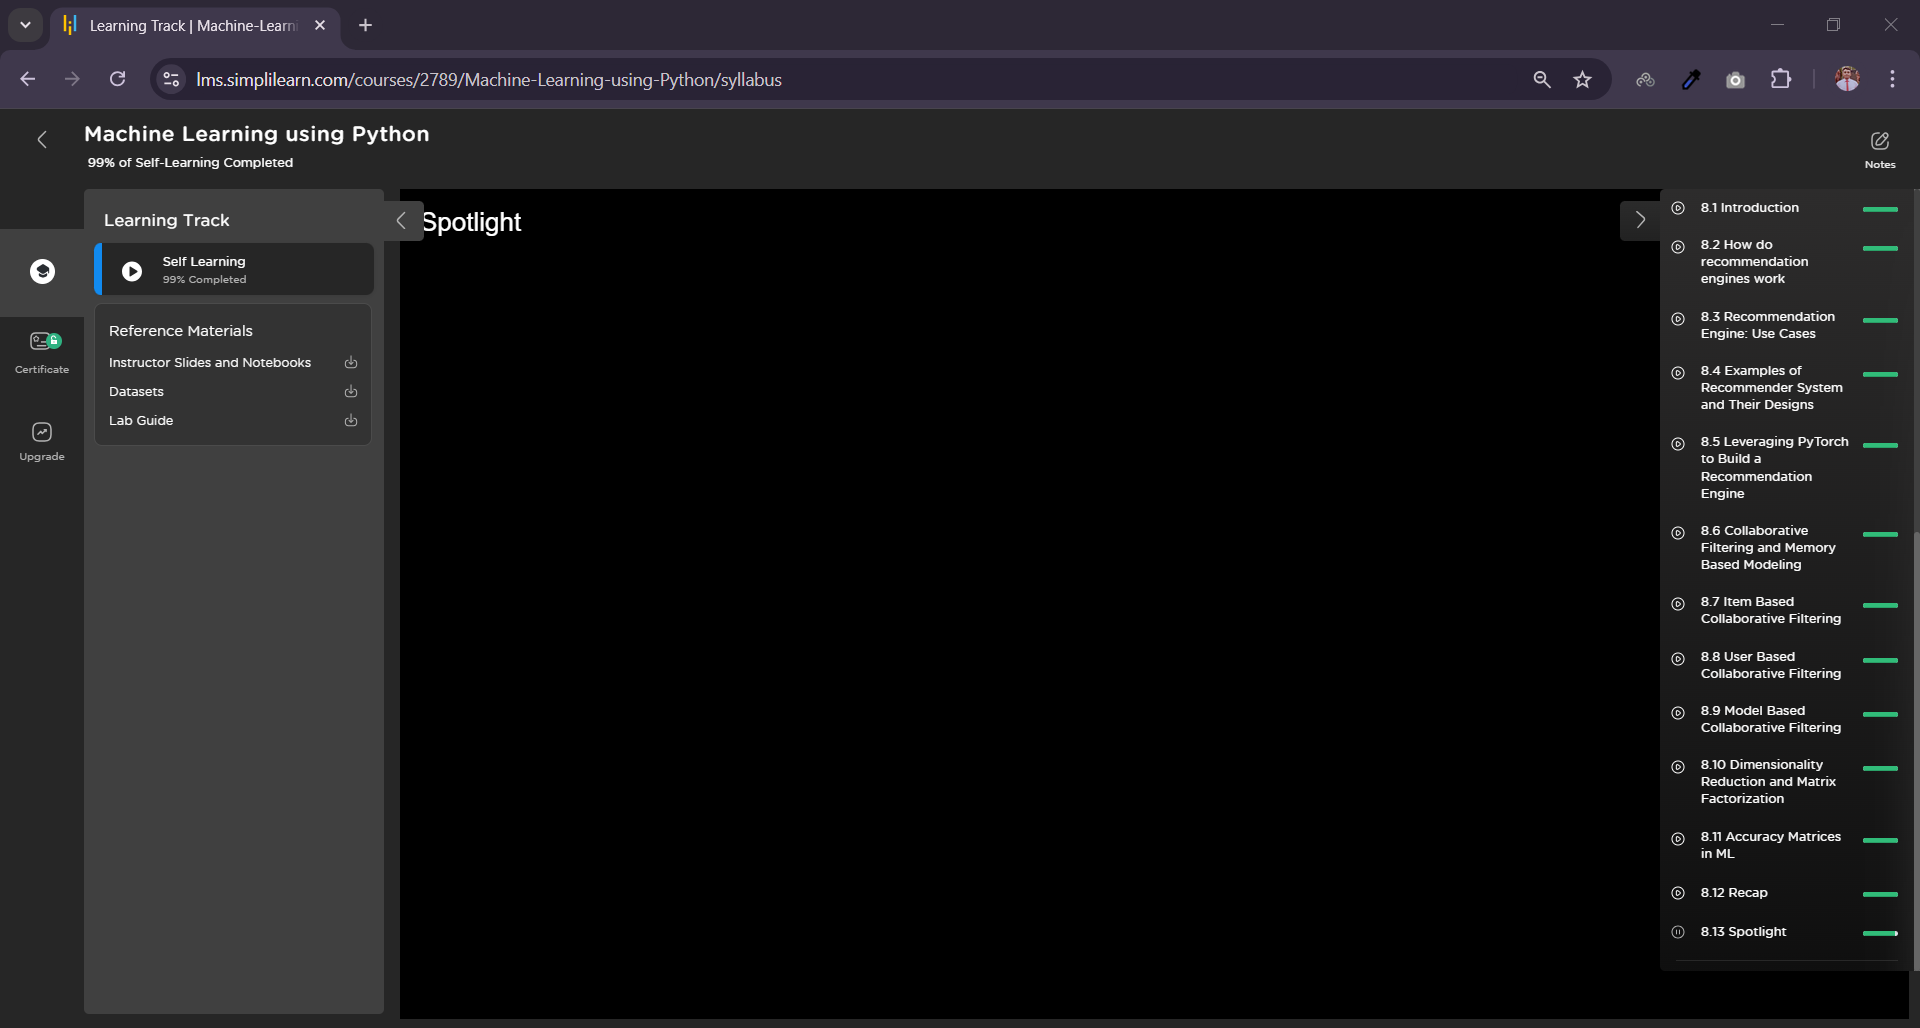 Learning Track | Machine-Learni
lms.simplilearn.com/courses/2789/Machine-Learning-using-Python/syllabus
Machine Learning using Python
99% of Self-Learning Completed
Notes
Learning Track
Self Learning
99% Completed
Reference Materials
Instructor Slides and Notebooks
Datasets
Lab Guide
Certificate
Upgrade
Spotlight
8.1 Introduction
8.2 How do
recommendation
engines work
8.3 Recommendation
Engine: Use Cases
8.4 Examples of
Recommender System
and Their Designs
8.5 Leveraging PyTorch
to Build a
Recommendation
Engine
8.6 Collaborative
Filtering and Memory
Based Modeling
8.7 Item Based
Collaborative Filtering
8.8 User Based
Collaborative Filtering
8.9 Model Based
Collaborative Filtering
8.10 Dimensionality
Reduction and Matrix
Factorization
8.11 Accuracy Matrices
in ML
8.12 Recap
8.13 Spotlight